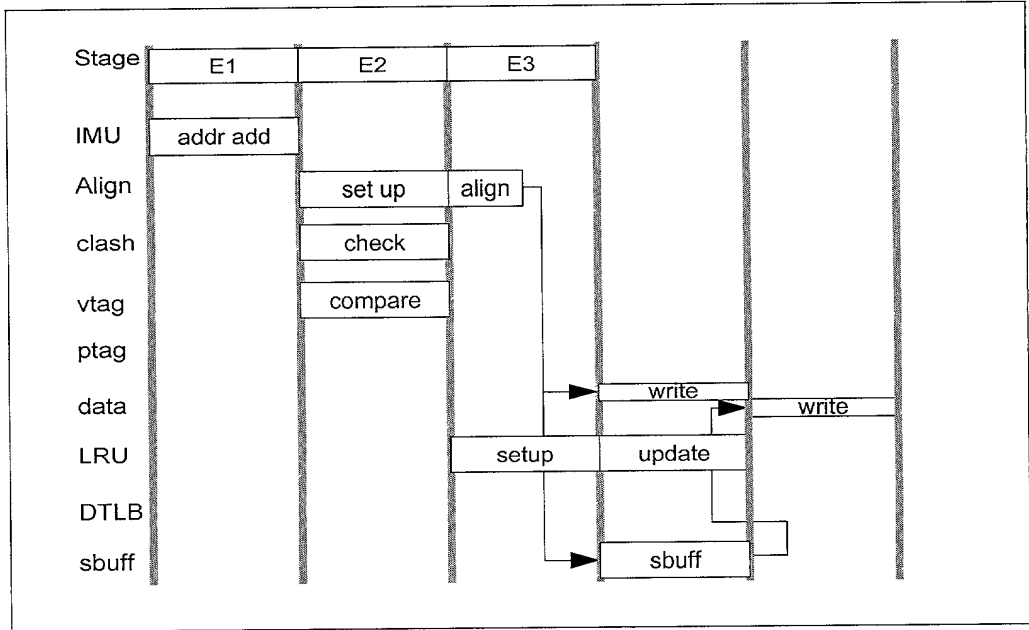 Stage E1 E2 E3
IMU addr add
Align set up align
clash check
vtag compare
ptag
data write write
LRU setup update
DTLB
sbuff sbuff